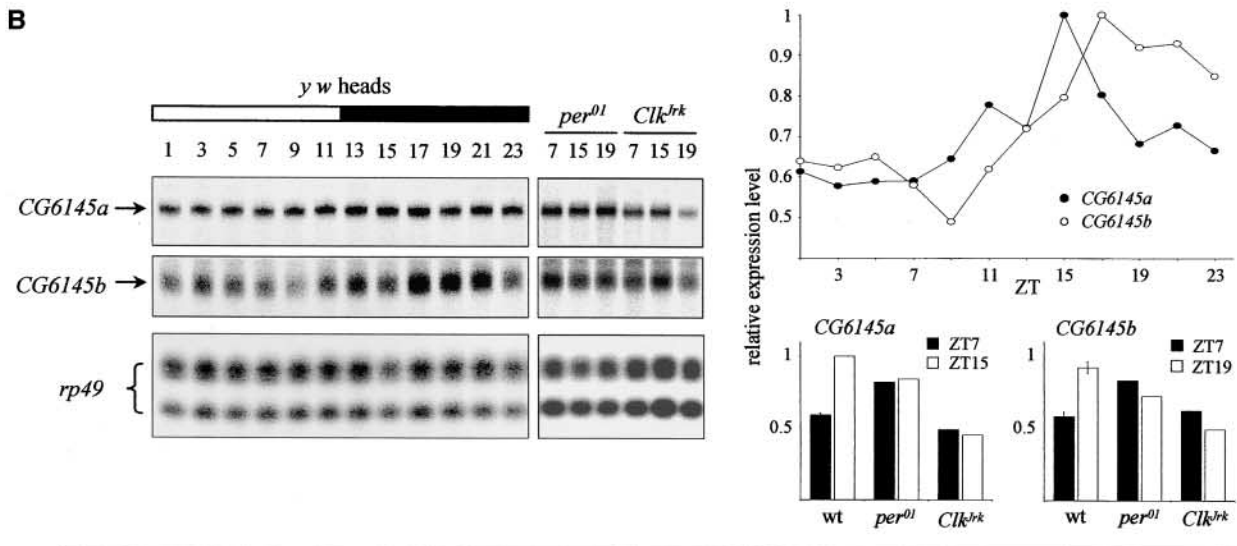 B
y w heads
per01 ClkJrk
1 3 5 7 9 11 13 15 17 19 21 23 7 15 19 7 15 19
CG6145a
CG6145b
rp49
relative expression level
1
0.9
0.8
0.7
0.6
0.5
CG6145a
CG6145b
3 7 11 15 19 23
ZT
CG6145a
ZT7
ZT15
1
0.5
wt per01 ClkJrk
CG6145b
ZT7
ZT19
1
0.5
wt per01 ClkJrk